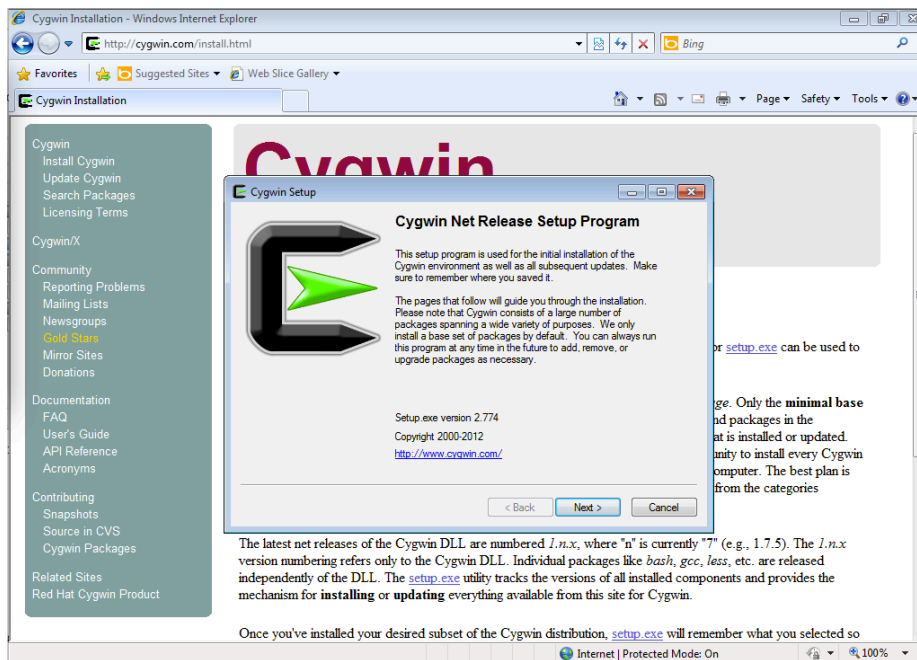 Cygwin Installation - Windows Internet Explorer
http://cygwin.com/install.html
Bing
Favorites
Suggested Sites
Web Slice Gallery
Cygwin Installation
Page
Safety
Tools
Cygwin
Install Cygwin
Update Cygwin
Search Packages
Licensing Terms
Cygwin/X
Community
Reporting Problems
Mailing Lists
Newsgroups
Gold Stars
Mirror Sites
Donations
Documentation
FAQ
User's Guide
API Reference
Acronyms
Contributing
Snapshots
Source in CVS
Cygwin Packages
Related Sites
Red Hat Cygwin Product
Cygwin
Cygwin Setup
Cygwin Net Release Setup Program
This setup program is used for the initial installation of the
Cygwin environment as well as all subsequent updates. Make
sure to remember where you saved it.
The pages that follow will guide you through the installation.
Please note that Cygwin consists of a large number of
packages spanning a wide variety of purposes. We only
install a base set of packages by default. You can always run
this program at any time in the future to add, remove, or
upgrade packages as necessary.
Setup.exe version 2.774
Copyright 2000-2012
http://www.cygwin.com/
< Back
Next >
Cancel
or setup.exe can be used to
Only the minimal base
packages in the
is installed or updated.
to install every Cygwin
The best plan is
from the categories
The latest net releases of the Cygwin DLL are numbered 1.n.x, where "n" is currently "7" (e.g., 1.7.5). The 1.n.x
version numbering refers only to the Cygwin DLL. Individual packages like bash, gcc, less, etc. are released
independently of the DLL. The setup.exe utility tracks the versions of all installed components and provides the
mechanism for installing or updating everything available from this site for Cygwin.
Once you've installed your desired subset of the Cygwin distribution, setup.exe will remember what you selected so
Internet | Protected Mode: On
100%